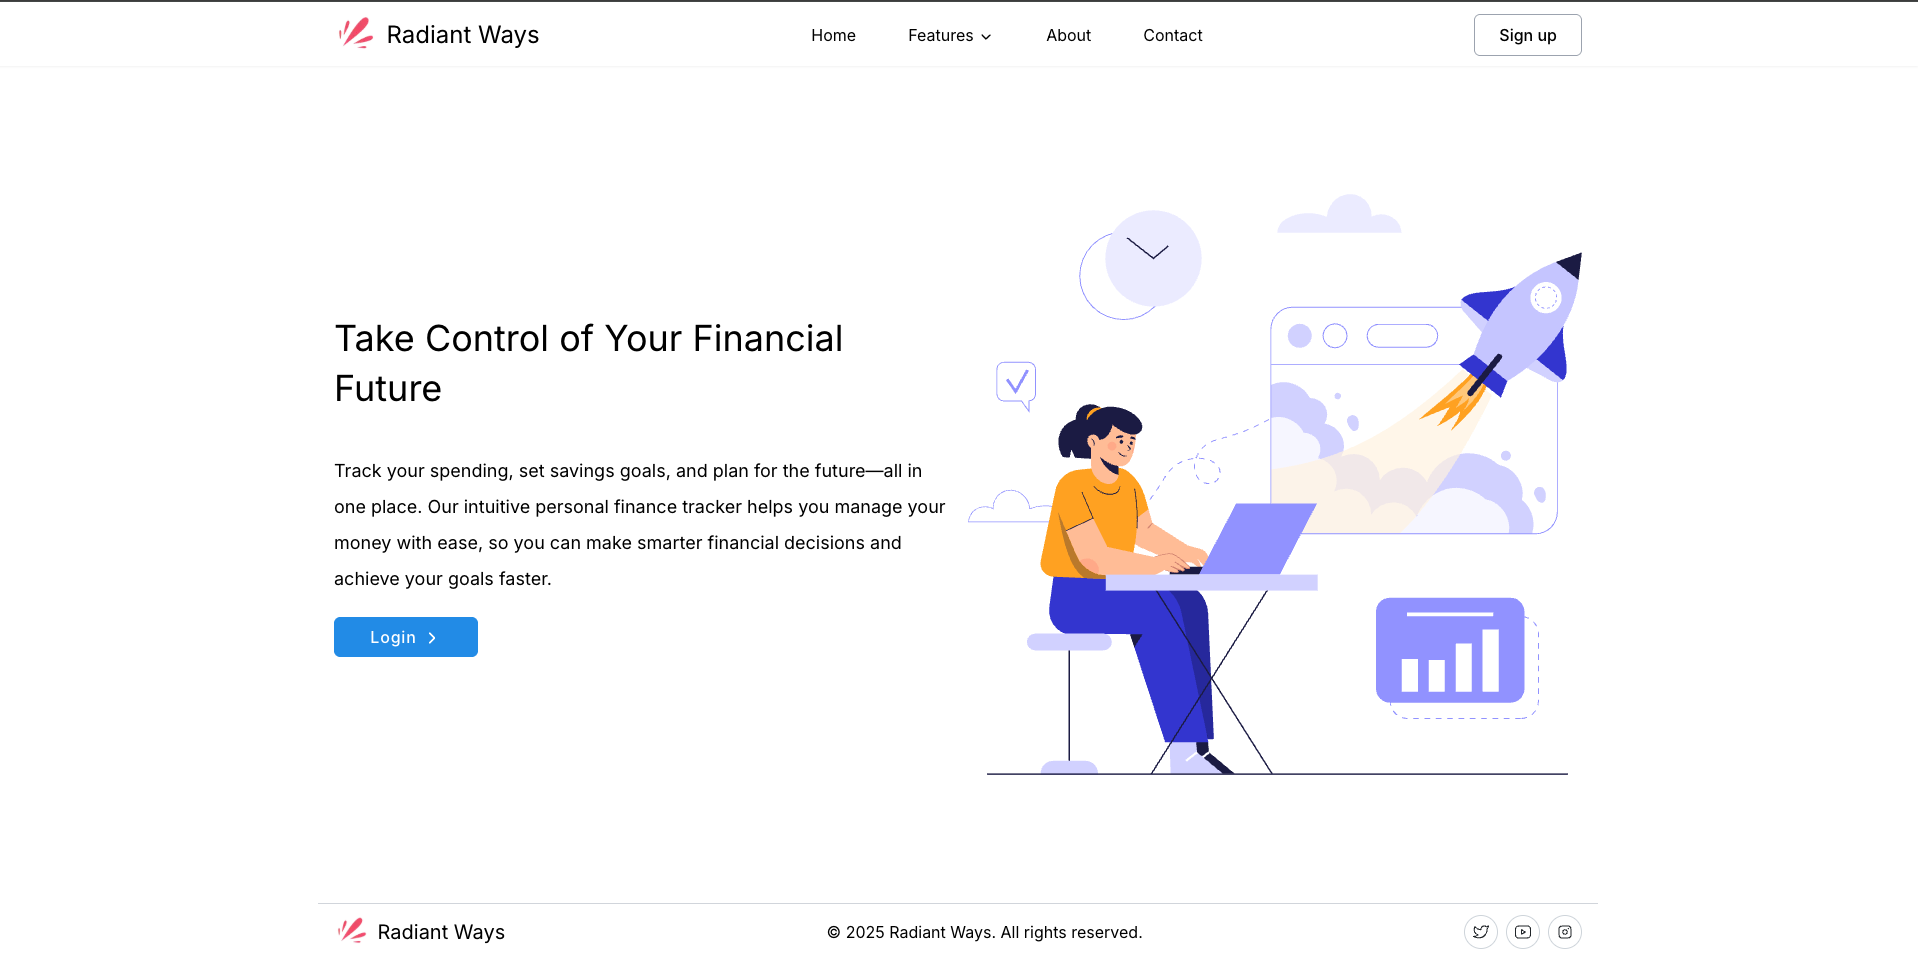 Radiant Ways
Home
Features
About
Contact
Sign up
Take Control of Your Financial
Future
Track your spending, set savings goals, and plan for the future—all in
one place. Our intuitive personal finance tracker helps you manage your
money with ease, so you can make smarter financial decisions and
achieve your goals faster.
Login
Radiant Ways
© 2025 Radiant Ways. All rights reserved.